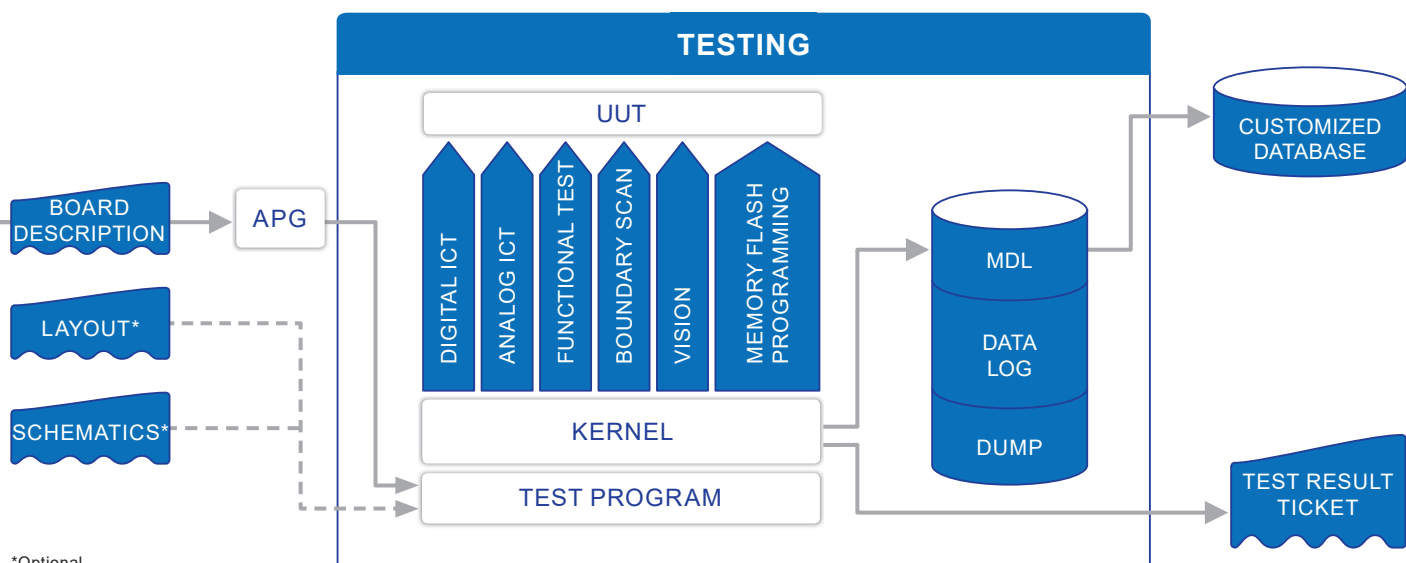 TESTING
UUT
CUSTOMIZED
DATABASE
BOARD
DESCRIPTION
APG
DIGITAL ICT
ANALOG ICT
FUNCTIONAL TEST
BOUNDARY SCAN
VISION
MEMORY FLASH
PROGRAMMING
MDL
DATA
LOG
DUMP
LAYOUT*
SCHEMATICS*
KERNEL
TEST PROGRAM
TEST RESULT
TICKET
*Optional